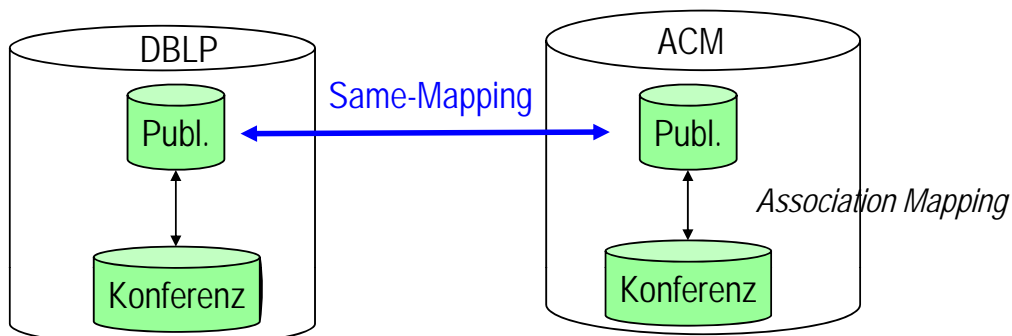 DBLP
ACM
Same-Mapping
Publ.
Publ.
Association Mapping
Konferenz
Konferenz